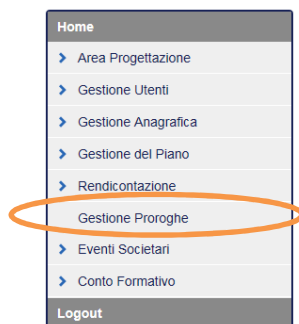 Home
Area Progettazione
Gestione Utenti
Gestione Anagrafica
Gestione del Piano
Rendicontazione
Gestione Proroghe
Eventi Societari
Conto Formativo
Logout